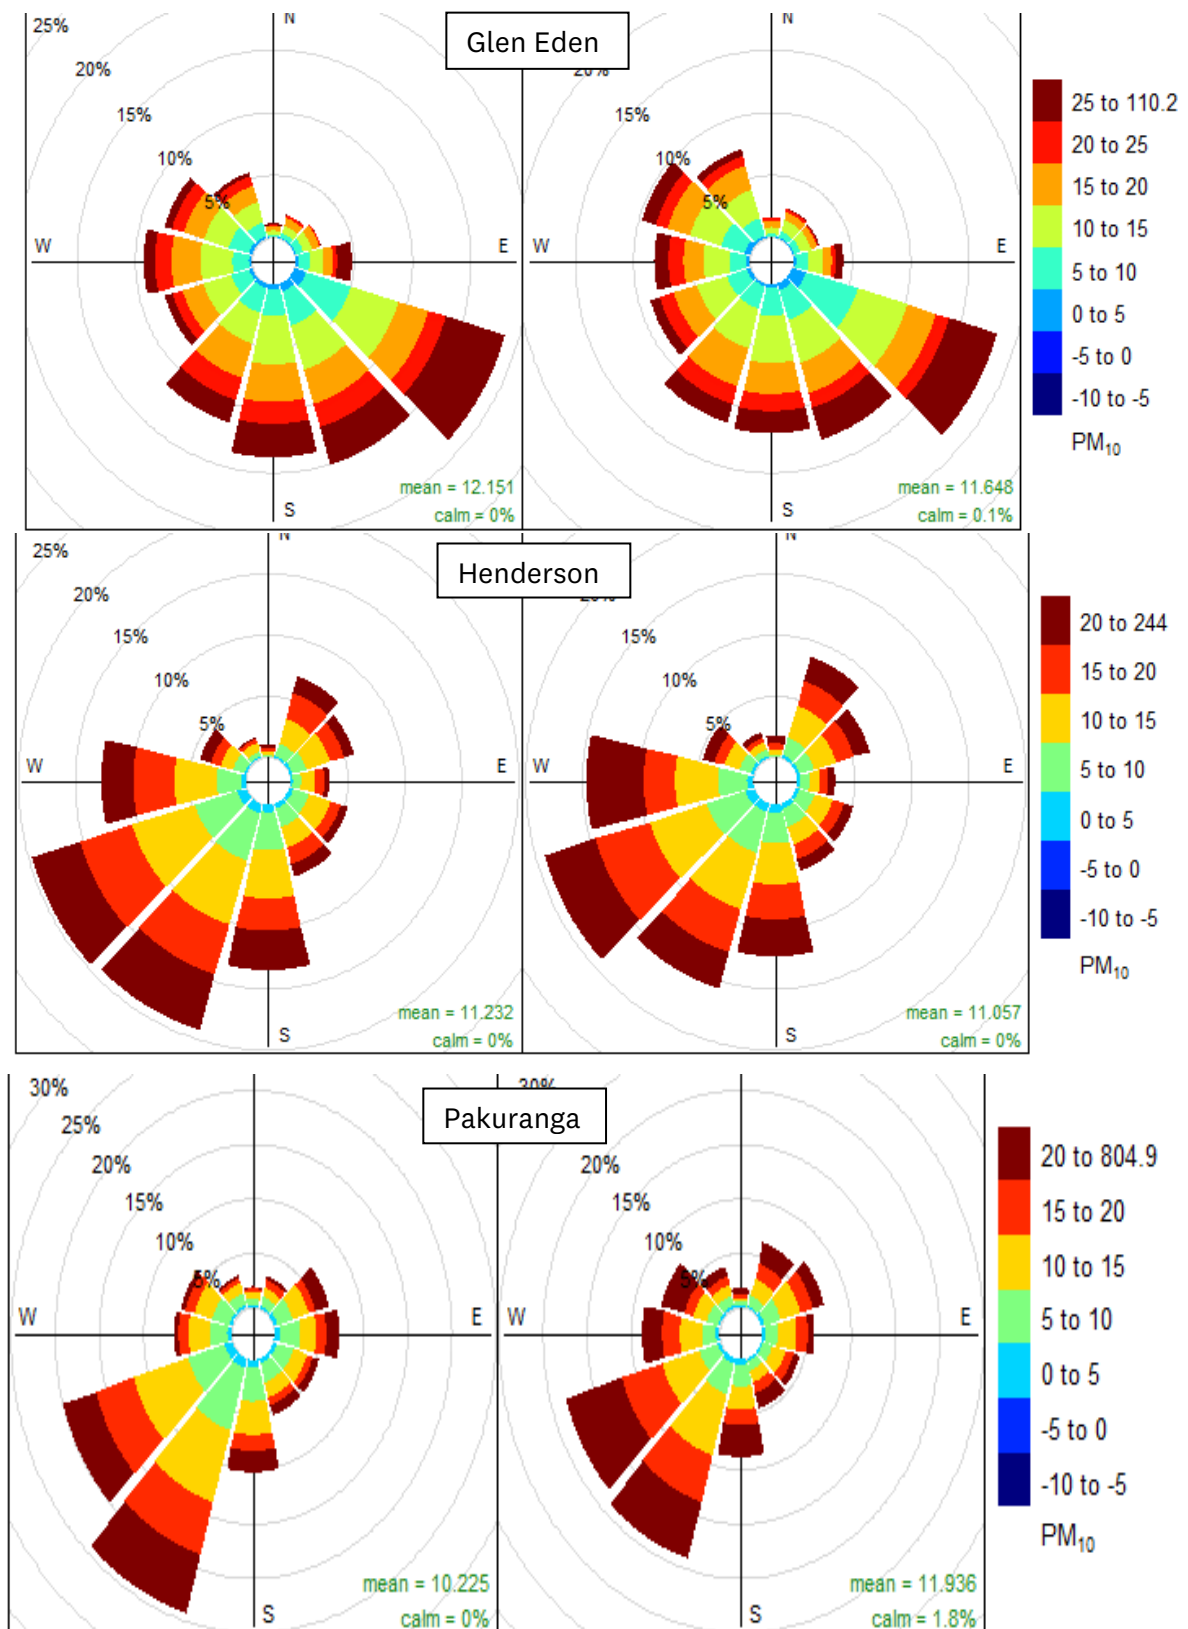 Glen Eden
25%
20%
15%
10%
5%
N
W
E
S
mean = 12.151
calm = 0%
20%
15%
10%
5%
N
W
E
S
mean = 11.648
calm = 0.1%
25 to 110.2
20 to 25
15 to 20
10 to 15
5 to 10
0 to 5
-5 to 0
-10 to -5
PM₁₀
Henderson
25%
20%
15%
10%
5%
N
W
E
S
mean = 11.232
calm = 0%
20%
15%
10%
5%
N
W
E
S
mean = 11.057
calm = 0%
20 to 244
15 to 20
10 to 15
5 to 10
0 to 5
-5 to 0
-10 to -5
PM₁₀
Pakuranga
30%
25%
20%
15%
10%
5%
W
E
S
mean = 10.225
calm = 0%
30%
20%
15%
10%
5%
W
E
S
mean = 11.936
calm = 1.8%
20 to 804.9
15 to 20
10 to 15
5 to 10
0 to 5
-5 to 0
-10 to -5
PM₁₀